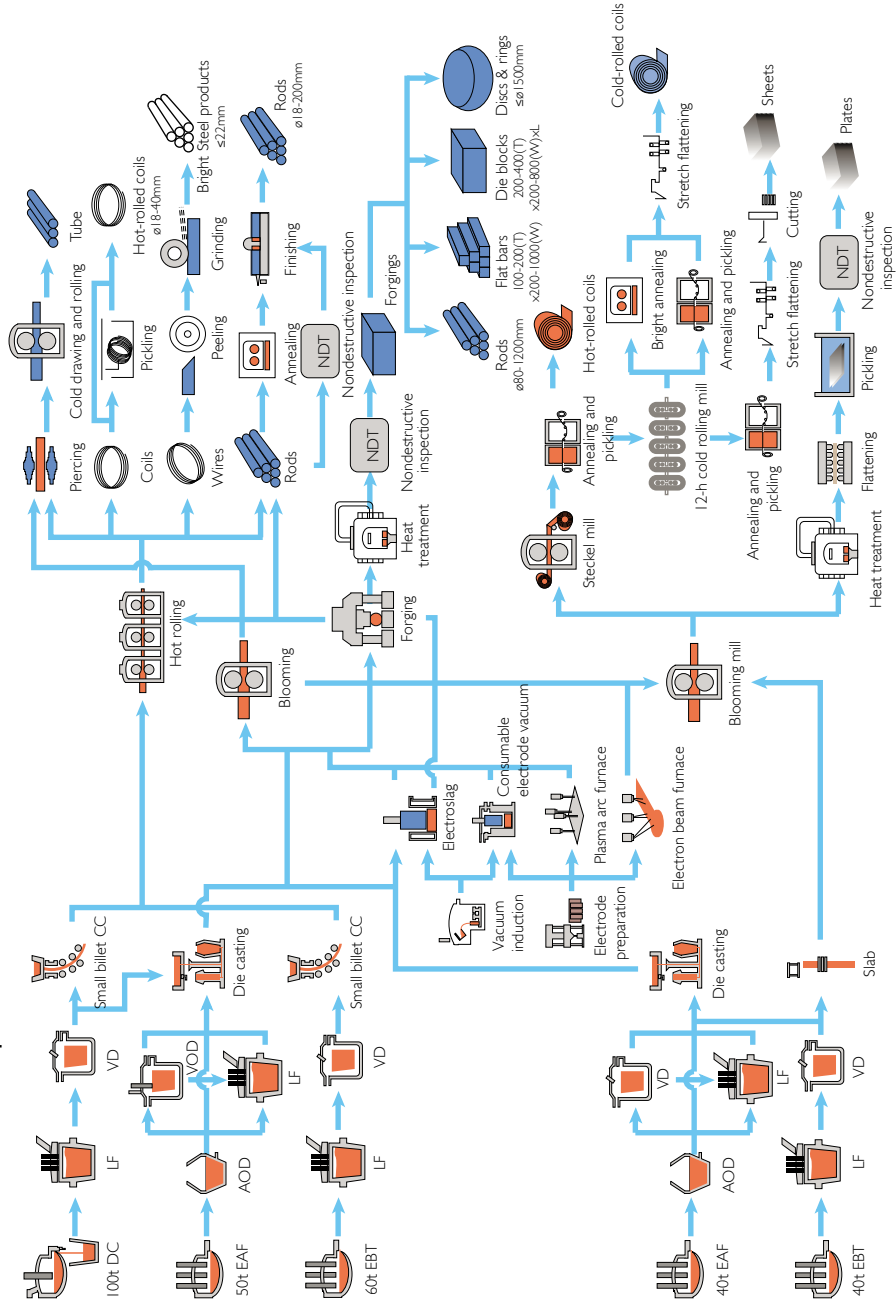 100t DC
LF
VD
Small billet CC
50t EAF
AOD
VOD
LF
Die casting
60t EBT
LF
VD
Small billet CC
40t EAF
AOD
VD
LF
Die casting
40t EBT
LF
VD
Slab
Vacuum
induction
Electrode
preparation
Electroslag
Consumable
electrode vacuum
Plasma arc furnace
Electron beam furnace
Hot rolling
Blooming
Forging
Blooming mill
Piercing
Cold drawing and rolling
Tube
Coils
Pickling
Hot-rolled coils
ø18-40mm
Wires
Peeling
Grinding
Bright Steel products
≤22mm
Rods
Annealing
Finishing
Rods
ø18-200mm
NDT
Nondestructive inspection
Heat
treatment
NDT
Nondestructive
inspection
Forgings
Rods
ø80-1200mm
Flat bars
100-200(T)
x200-1000(W)
Die blocks
200-400(T)
x200-800(W)xL
Discs & rings
≤ø1500mm
Steckel mill
Annealing and
pickling
Hot-rolled coils
12-h cold rolling mill
Bright annealing
Annealing and pickling
Stretch flattening
Cold-rolled coils
Annealing and
pickling
Stretch flattening
Cutting
Sheets
Heat treatment
Flattening
Pickling
NDT
Nondestructive
inspection
Plates